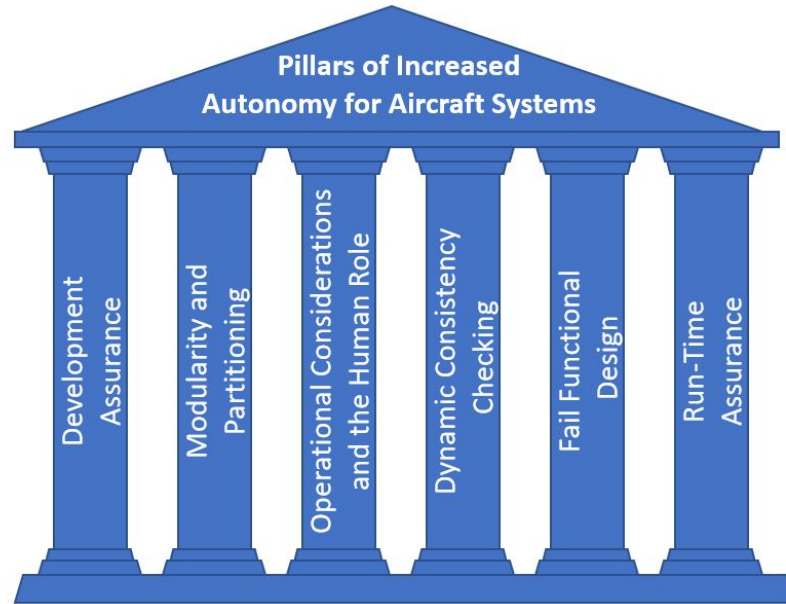 Pillars of Increased
Autonomy for Aircraft Systems
Development
Assurance
Modularity and
Partitioning
Operational Considerations
and the Human Role
Dynamic Consistency
Checking
Fail Functional
Design
Run-Time
Assurance